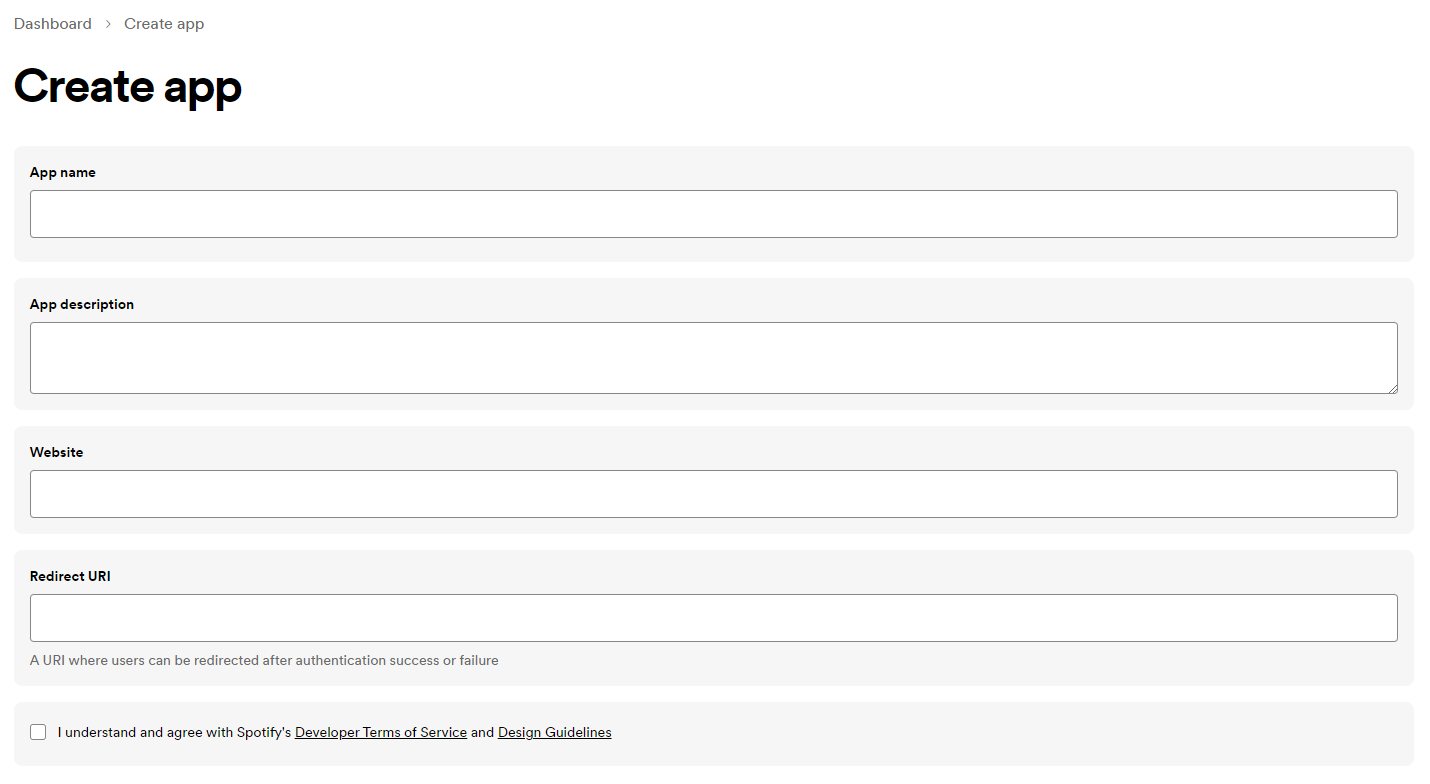 Dashboard > Create app
Create app
App name
App description
Website
Redirect URI
A URI where users can be redirected after authentication success or failure
I understand and agree with Spotify's Developer Terms of Service and Design Guidelines